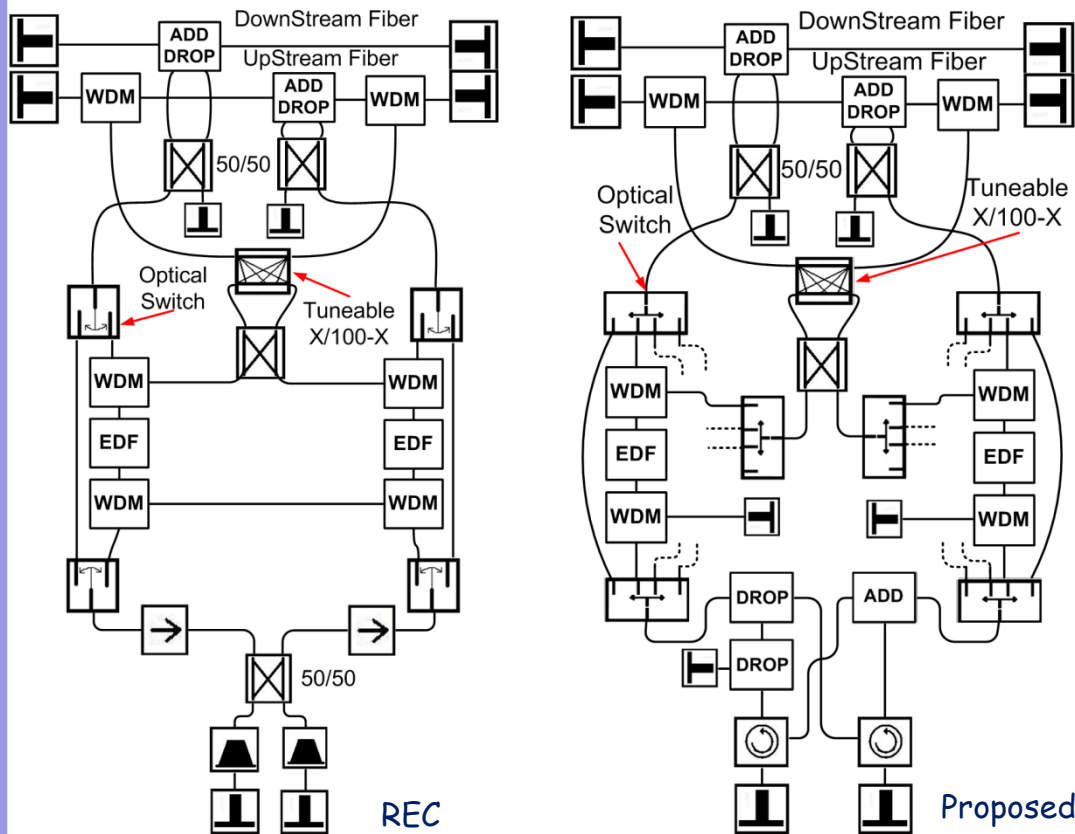 DownStream Fiber
ADD
DROP
UpStream Fiber
WDM
ADD
DROP
WDM
50/50
Optical
Switch
Tuneable
X/100-X
WDM
WDM
EDF
EDF
WDM
WDM
50/50
REC
DownStream Fiber
ADD
DROP
UpStream Fiber
WDM
ADD
DROP
WDM
50/50
Optical
Switch
Tuneable
X/100-X
WDM
WDM
EDF
EDF
WDM
WDM
DROP
ADD
DROP
Proposed